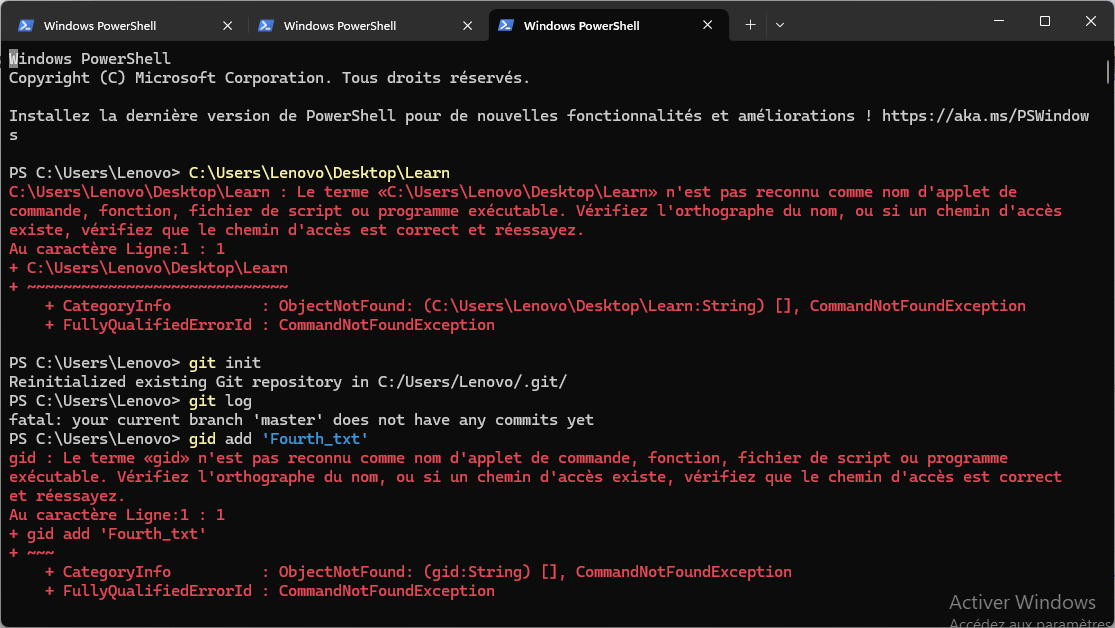 Windows PowerShell
Windows PowerShell
Windows PowerShell
Windows PowerShell
Copyright (C) Microsoft Corporation. Tous droits réservés.
Installez la dernière version de PowerShell pour de nouvelles fonctionnalités et améliorations ! https://aka.ms/PSWindow
s
PS C:\Users\Lenovo> C:\Users\Lenovo\Desktop\Learn
C:\Users\Lenovo\Desktop\Learn : Le terme «C:\Users\Lenovo\Desktop\Learn» n'est pas reconnu comme nom d'applet de
commande, fonction, fichier de script ou programme exécutable. Vérifiez l'orthographe du nom, ou si un chemin d'accès
existe, vérifiez que le chemin d'accès est correct et réessayez.
Au caractère Ligne:1 : 1
+ C:\Users\Lenovo\Desktop\Learn
+ ~~~~~~~~~~~~~~~~~~~~~~~~~~~~~
+ CategoryInfo          : ObjectNotFound: (C:\Users\Lenovo\Desktop\Learn:String) [], CommandNotFoundException
+ FullyQualifiedErrorId : CommandNotFoundException
PS C:\Users\Lenovo> git init
Reinitialized existing Git repository in C:/Users/Lenovo/.git/
PS C:\Users\Lenovo> git log
fatal: your current branch 'master' does not have any commits yet
PS C:\Users\Lenovo> gid add 'Fourth_txt'
gid : Le terme «gid» n'est pas reconnu comme nom d'applet de commande, fonction, fichier de script ou programme
exécutable. Vérifiez l'orthographe du nom, ou si un chemin d'accès existe, vérifiez que le chemin d'accès est correct
et réessayez.
Au caractère Ligne:1 : 1
+ gid add 'Fourth_txt'
+ ~~~
+ CategoryInfo          : ObjectNotFound: (gid:String) [], CommandNotFoundException
+ FullyQualifiedErrorId : CommandNotFoundException
Activer Windows
Accédez aux paramètres